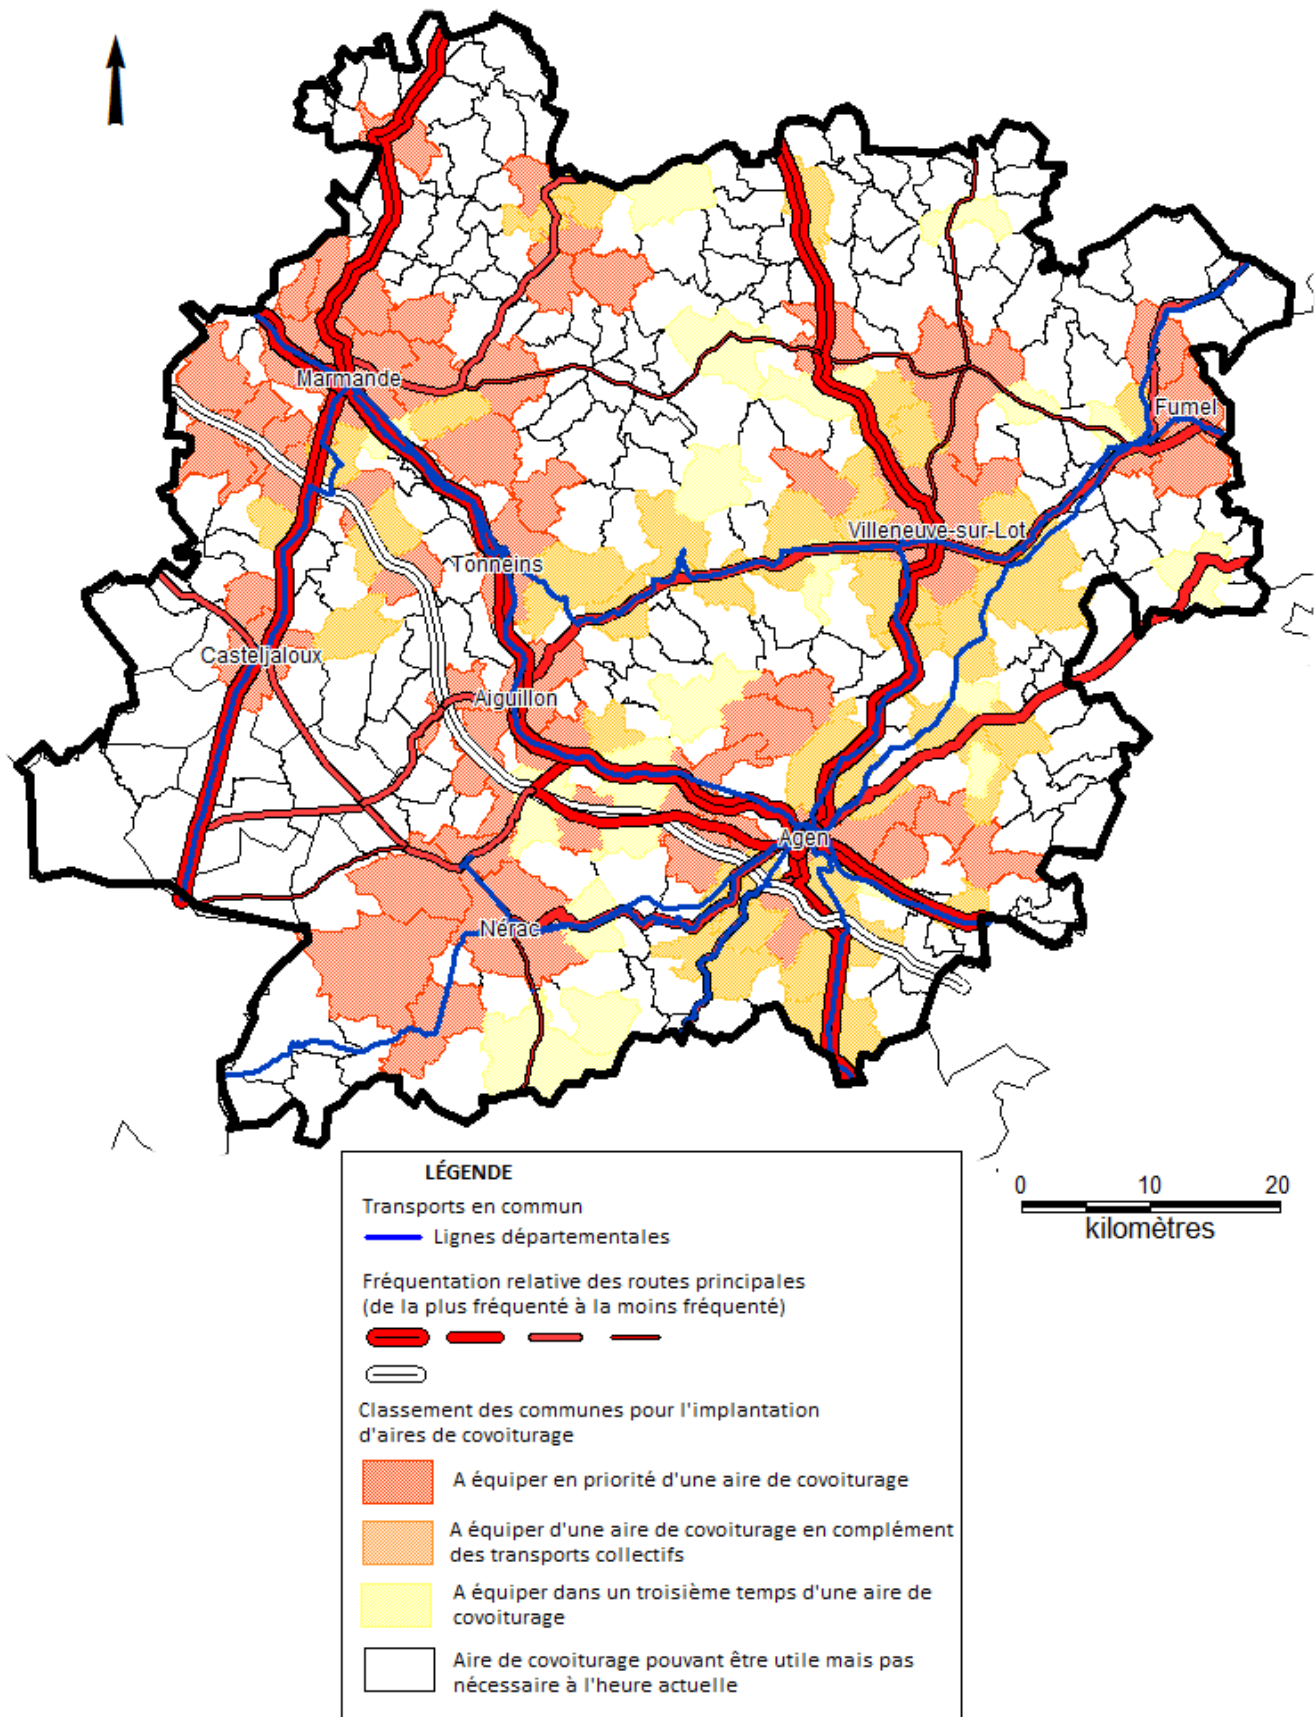 Marmande
Fumel
Villeneuve-sur-Lot
Tonneins
Casteljaloux
Aiguillon
Agen
Nérac
LÉGENDE
Transports en commun
Lignes départementales
Fréquentation relative des routes principales
(de la plus fréquenté à la moins fréquenté)
Classement des communes pour l'implantation
d'aires de covoiturage
A équiper en priorité d'une aire de covoiturage
A équiper d'une aire de covoiturage en complément
des transports collectifs
A équiper dans un troisième temps d'une aire de
covoiturage
Aire de covoiturage pouvant être utile mais pas
nécessaire à l'heure actuelle
0 10 20
kilomètres